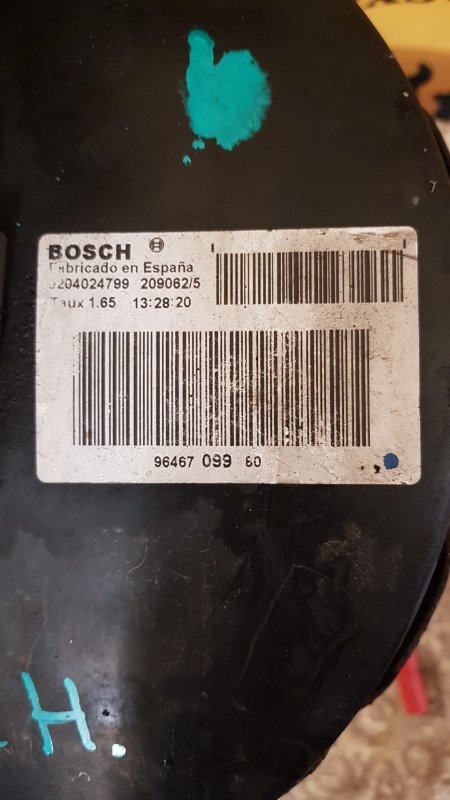 BOSCH
Fabricado en España
0204024799 209062/5
Taux 1.65 13:28:20
96467 099 80
.H.